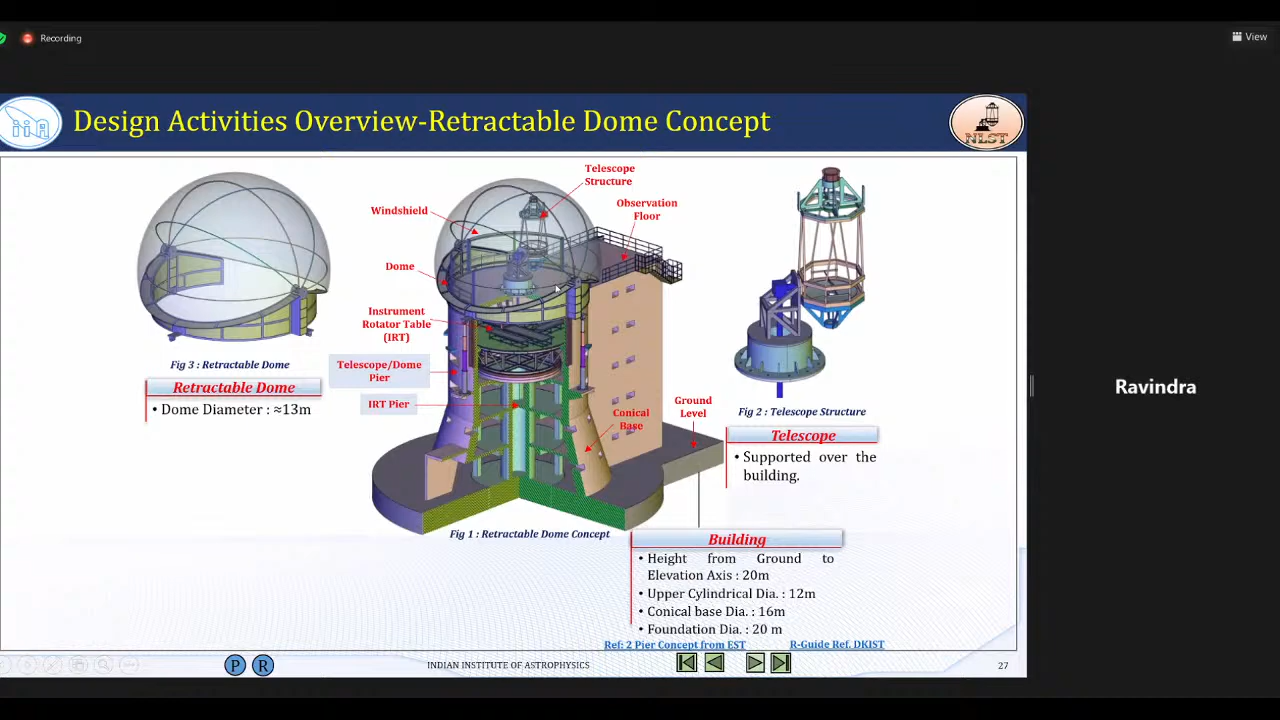 Recording
View
iiA
Design Activities Overview-Retractable Dome Concept
NLST
Telescope
Structure
Windshield
Observation
Floor
Dome
Instrument
Rotator Table
(IRT)
Telescope/Dome
Pier
IRT Pier
Conical
Base
Ground
Level
Fig 3 : Retractable Dome
Retractable Dome
• Dome Diameter : ≈13m
Fig 2 : Telescope Structure
Telescope
• Supported over the
building.
Fig 1 : Retractable Dome Concept
Building
• Height from Ground to
Elevation Axis : 20m
• Upper Cylindrical Dia. : 12m
• Conical base Dia. : 16m
• Foundation Dia. : 20 m
Ref: 2 Pier Concept from EST
R-Guide Ref. DKIST
P R
INDIAN INSTITUTE OF ASTROPHYSICS
27
Ravindra